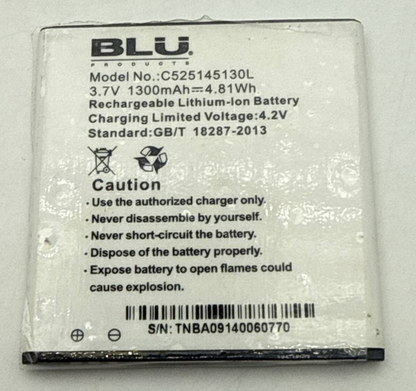 BLU
PRODUCTS
Model No.:C525145130L
3.7V 1300mAh⎓4.81Wh
Rechargeable Lithium-Ion Battery
Charging Limited Voltage:4.2V
Standard:GB/T 18287-2013
Caution
· Use the authorized charger only.
· Never disassemble by yourself.
· Never short-circuit the battery.
· Dispose of the battery properly.
· Expose battery to open flames could
cause explosion.
S/N: TNBA09140060770
⊕ ⊖